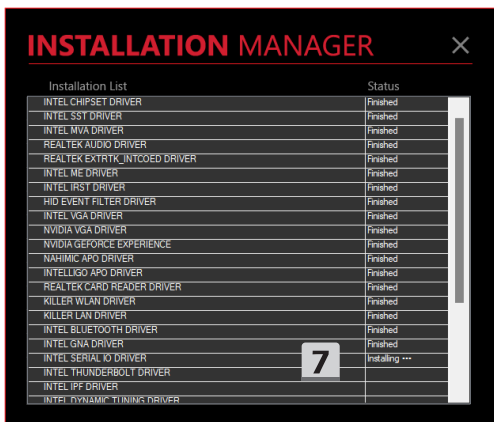 INSTALLATION MANAGER
Installation List Status
INTEL CHIPSET DRIVER Finished
INTEL SST DRIVER Finished
INTEL MVA DRIVER Finished
REALTEK AUDIO DRIVER Finished
REALTEK EXTRTK_INTCOED DRIVER Finished
INTEL ME DRIVER Finished
INTEL IRST DRIVER Finished
HID EVENT FILTER DRIVER Finished
INTEL VGA DRIVER Finished
NVIDIA VGA DRIVER Finished
NVIDIA GEFORCE EXPERIENCE Finished
NAHIMIC APO DRIVER Finished
INTELLIGO APO DRIVER Finished
REALTEK CARD READER DRIVER Finished
KILLER WLAN DRIVER Finished
KILLER LAN DRIVER Finished
INTEL BLUETOOTH DRIVER Finished
INTEL GNA DRIVER Finished
INTEL SERIAL IO DRIVER 7 Installing ---
INTEL THUNDERBOLT DRIVER
INTEL IPF DRIVER
INTEL DYNAMIC TUNING DRIVER